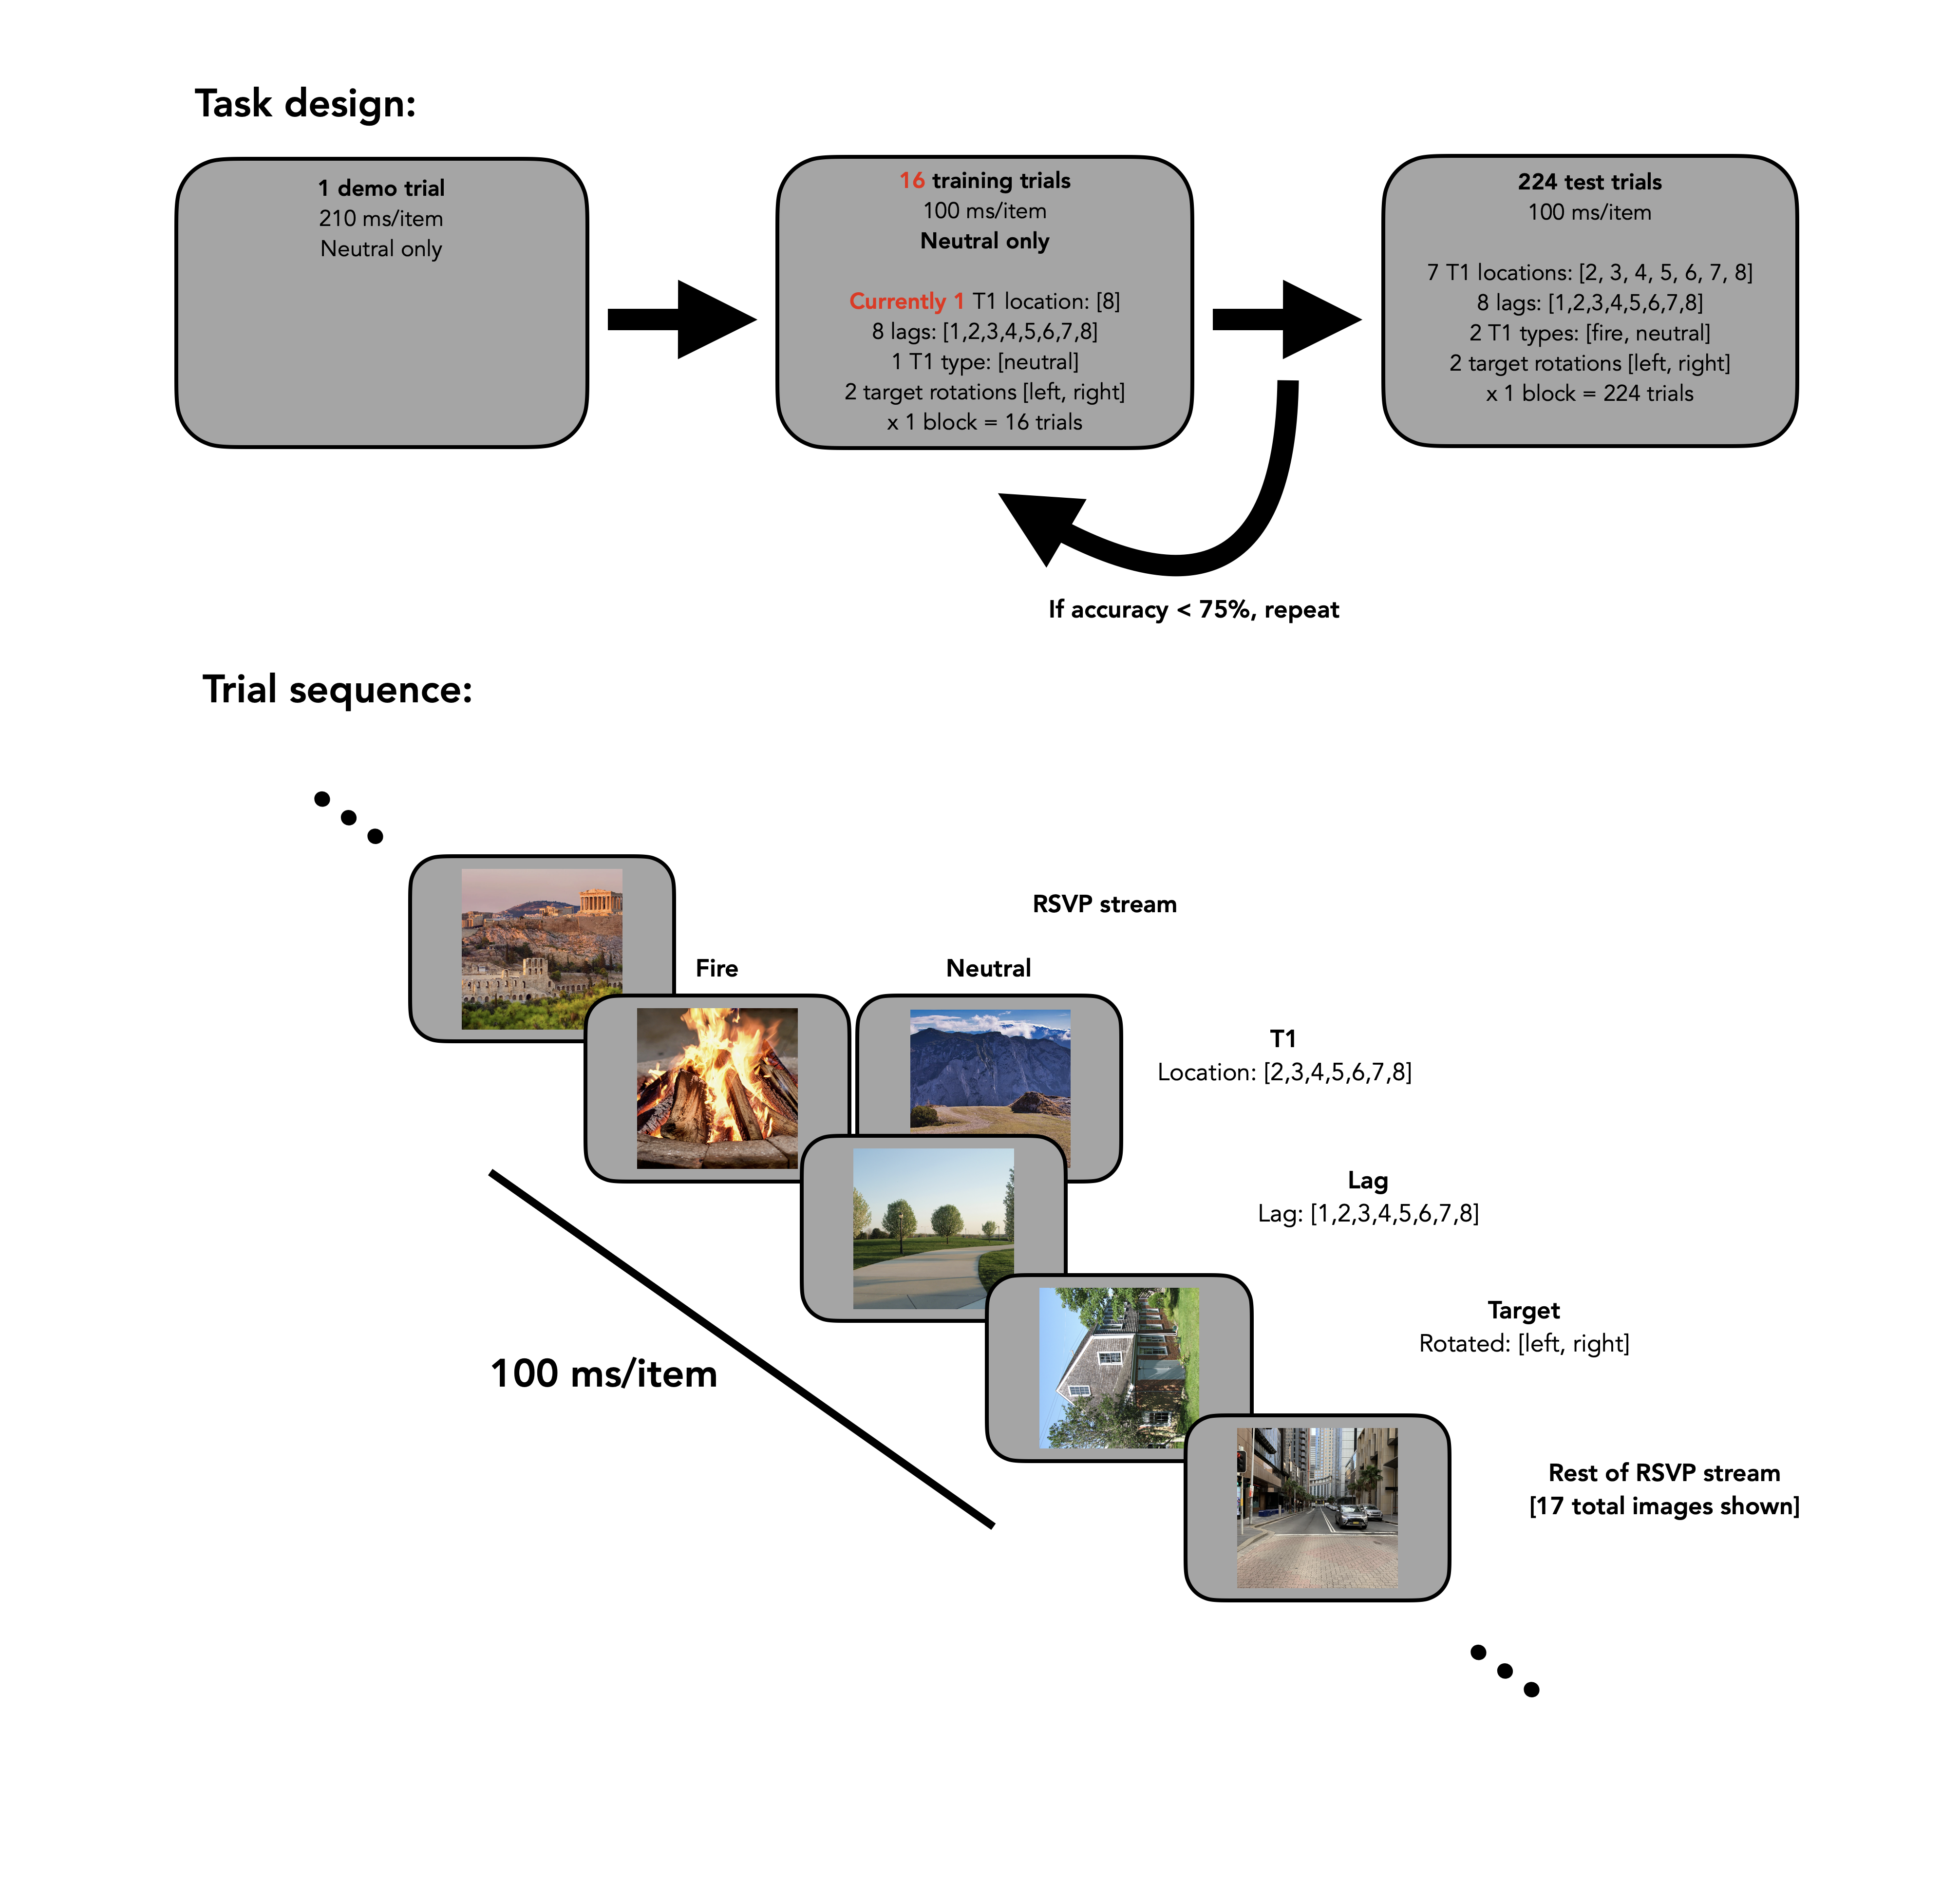 Task design:
1 demo trial
210 ms/item
Neutral only
16 training trials
100 ms/item
Neutral only
Currently 1 T1 location: [8]
8 lags: [1,2,3,4,5,6,7,8]
1 T1 type: [neutral]
2 target rotations [left, right]
x 1 block = 16 trials
224 test trials
100 ms/item
7 T1 locations: [2, 3, 4, 5, 6, 7, 8]
8 lags: [1,2,3,4,5,6,7,8]
2 T1 types: [fire, neutral]
2 target rotations [left, right]
x 1 block = 224 trials
If accuracy < 75%, repeat
Trial sequence:
RSVP stream
Fire
Neutral
T1
Location: [2,3,4,5,6,7,8]
Lag
Lag: [1,2,3,4,5,6,7,8]
Target
Rotated: [left, right]
100 ms/item
Rest of RSVP stream
[17 total images shown]